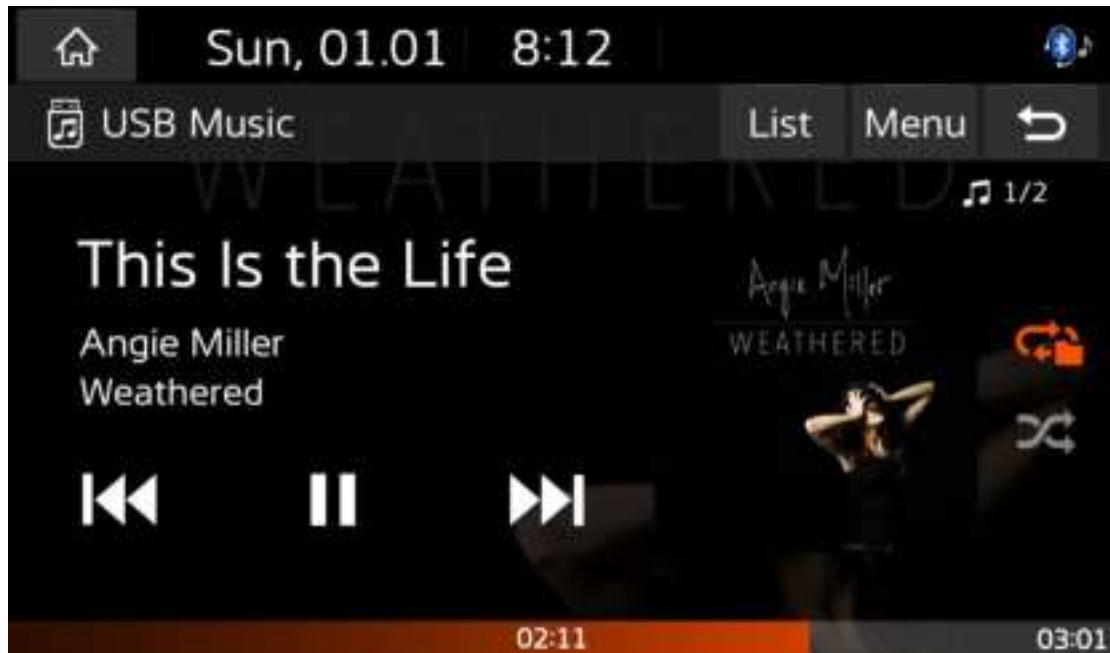 Sun, 01.01 8:12
USB Music List Menu
WEATHERED
1/2
This Is the Life
Angie Miller
Weathered
Angie Miller
WEATHERED
02:11 03:01